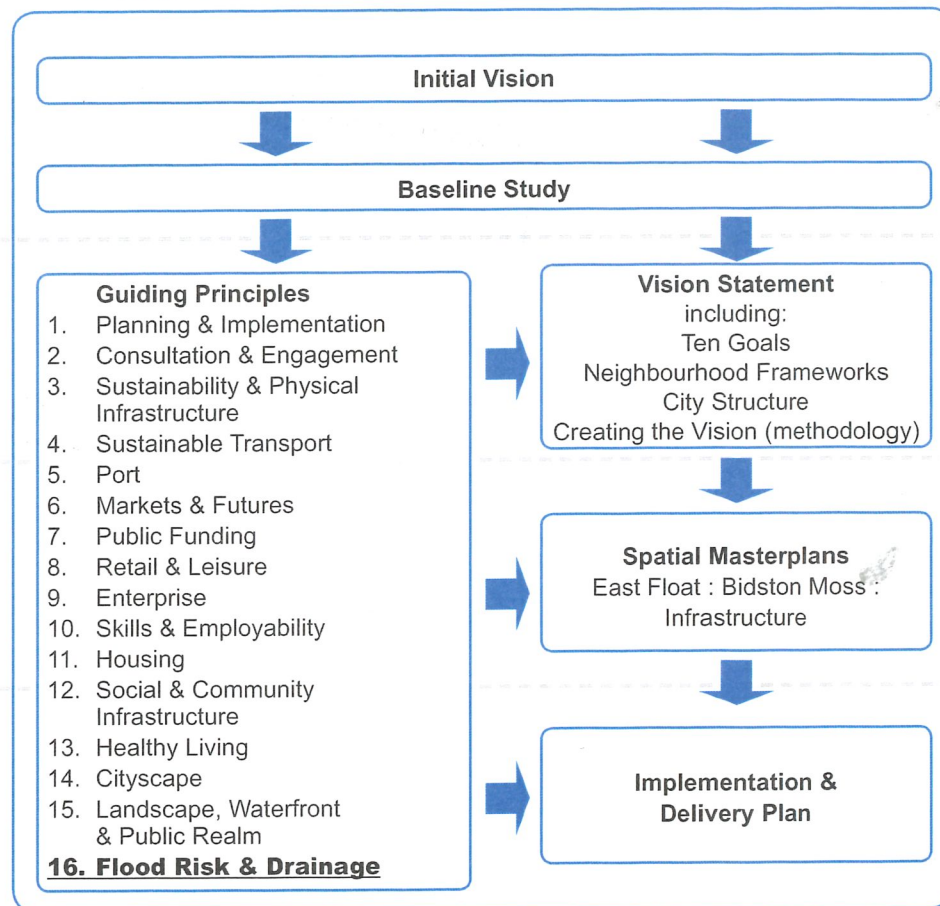 Initial Vision
Baseline Study
Guiding Principles
1. Planning & Implementation
2. Consultation & Engagement
3. Sustainability & Physical
Infrastructure
4. Sustainable Transport
5. Port
6. Markets & Futures
7. Public Funding
8. Retail & Leisure
9. Enterprise
10. Skills & Employability
11. Housing
12. Social & Community
Infrastructure
13. Healthy Living
14. Cityscape
15. Landscape, Waterfront
& Public Realm
16. Flood Risk & Drainage
Vision Statement
including:
Ten Goals
Neighbourhood Frameworks
City Structure
Creating the Vision (methodology)
Spatial Masterplans
East Float : Bidston Moss :
Infrastructure
Implementation &
Delivery Plan